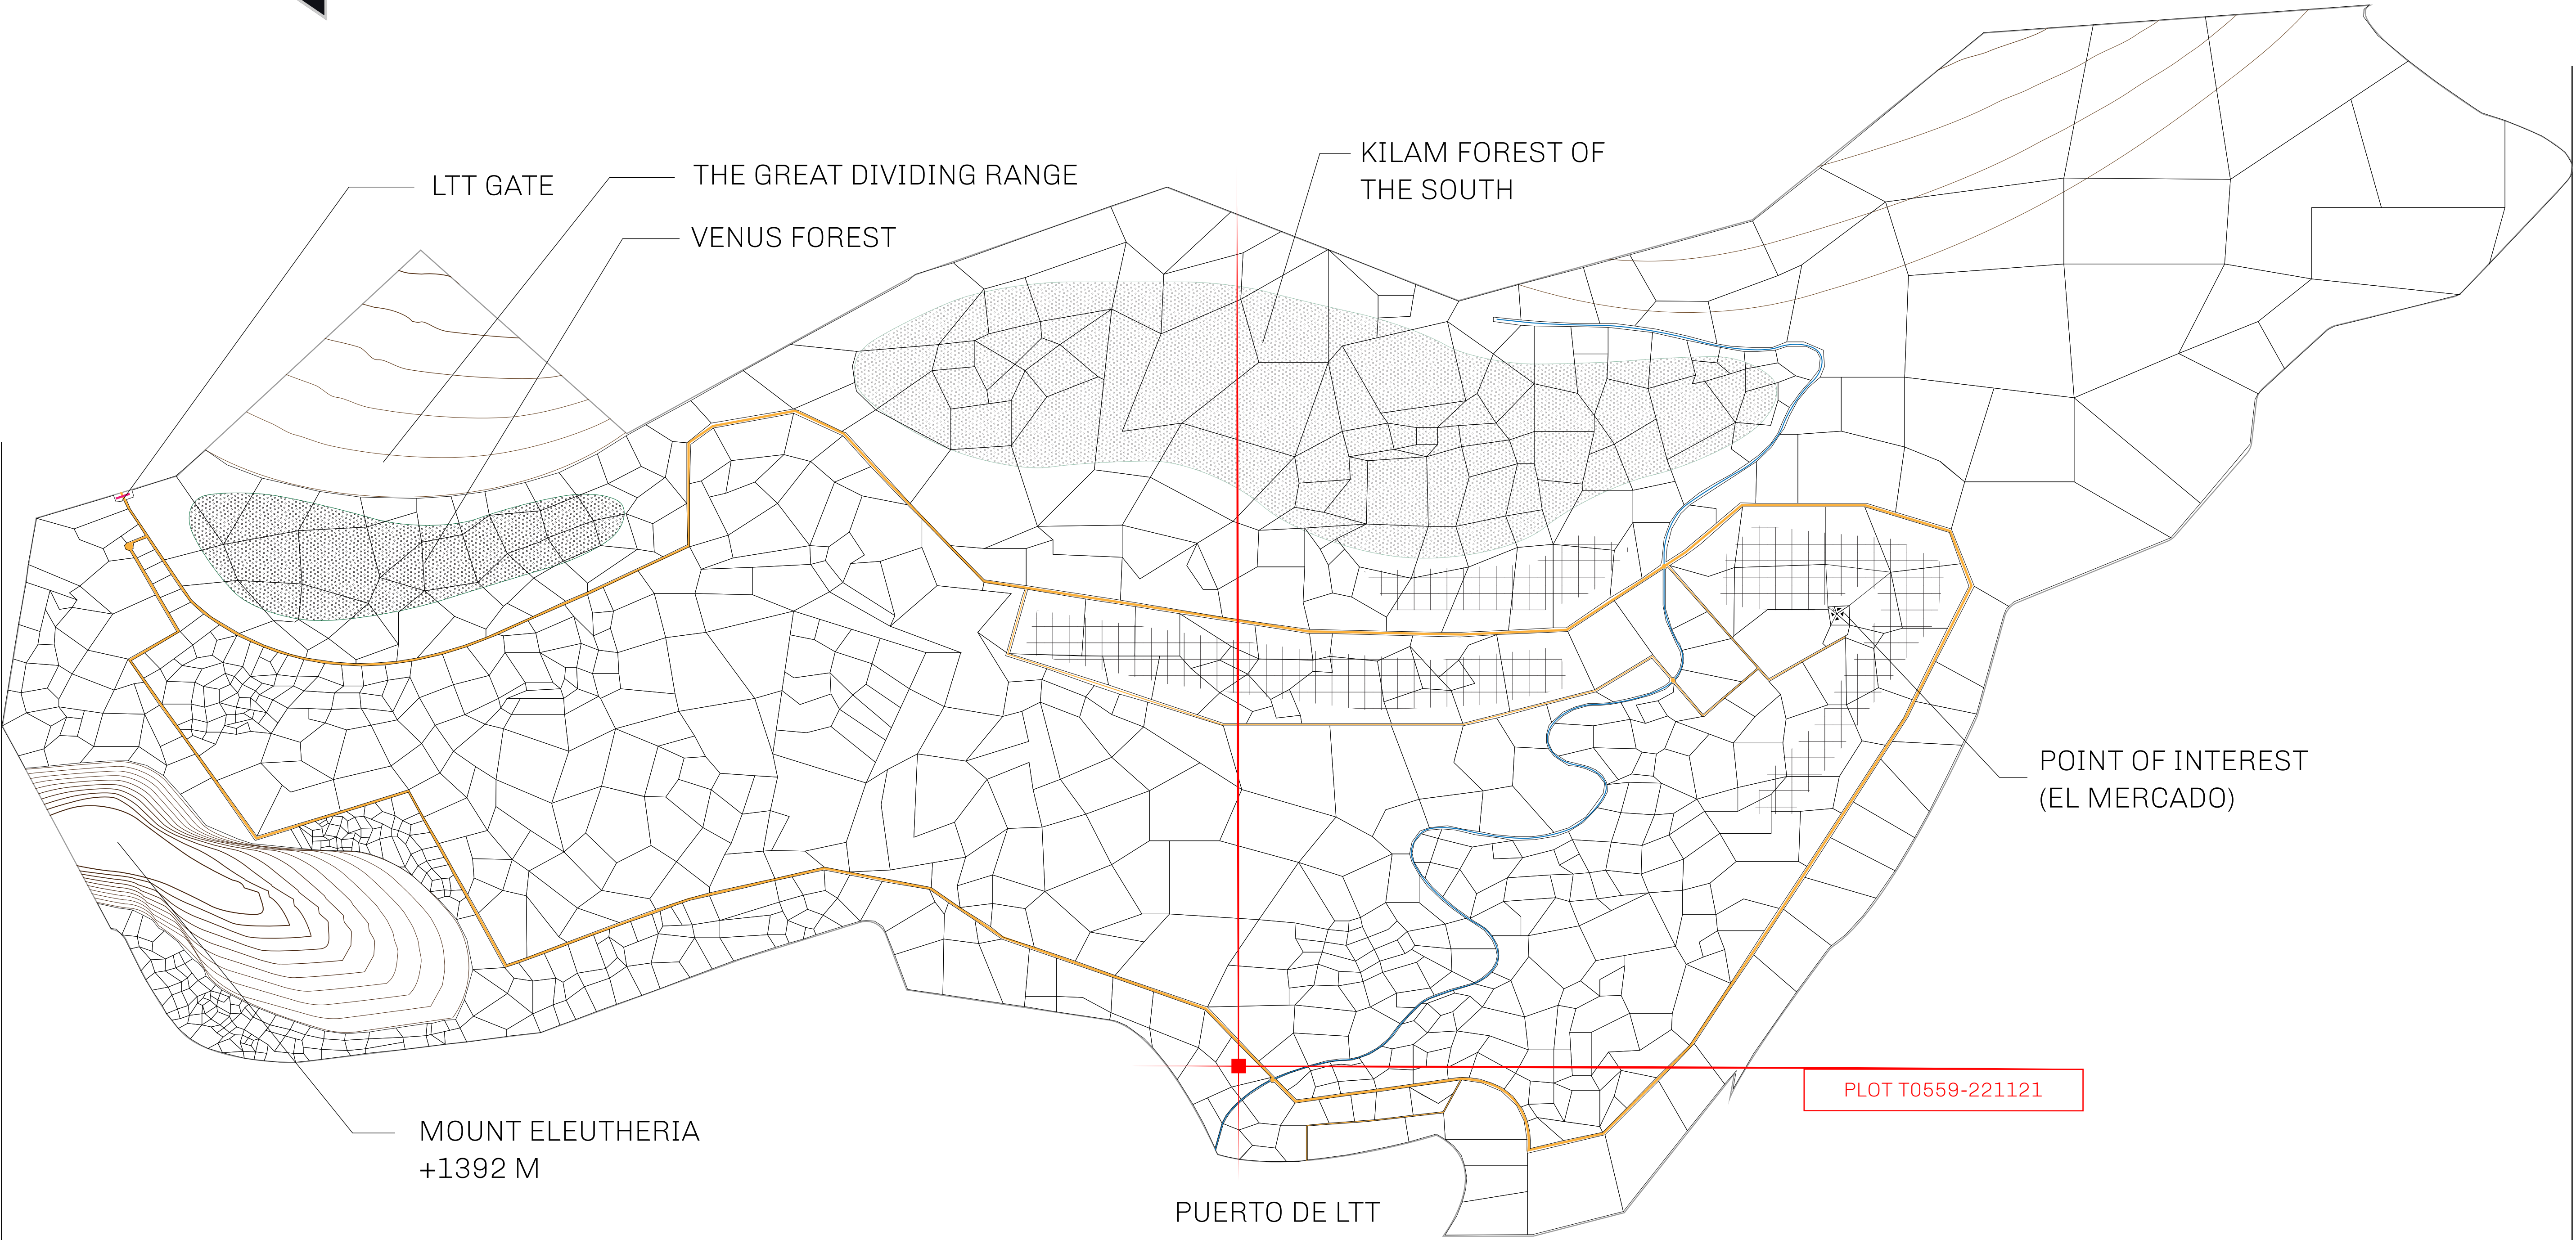 KILAM FOREST OF
THE SOUTH
LTT GATE
THE GREAT DIVIDING RANGE
VENUS FOREST
POINT OF INTEREST
(EL MERCADO)
PLOT T0559-221121
MOUNT ELEUTHERIA
+1392 M
PUERTO DE LTT